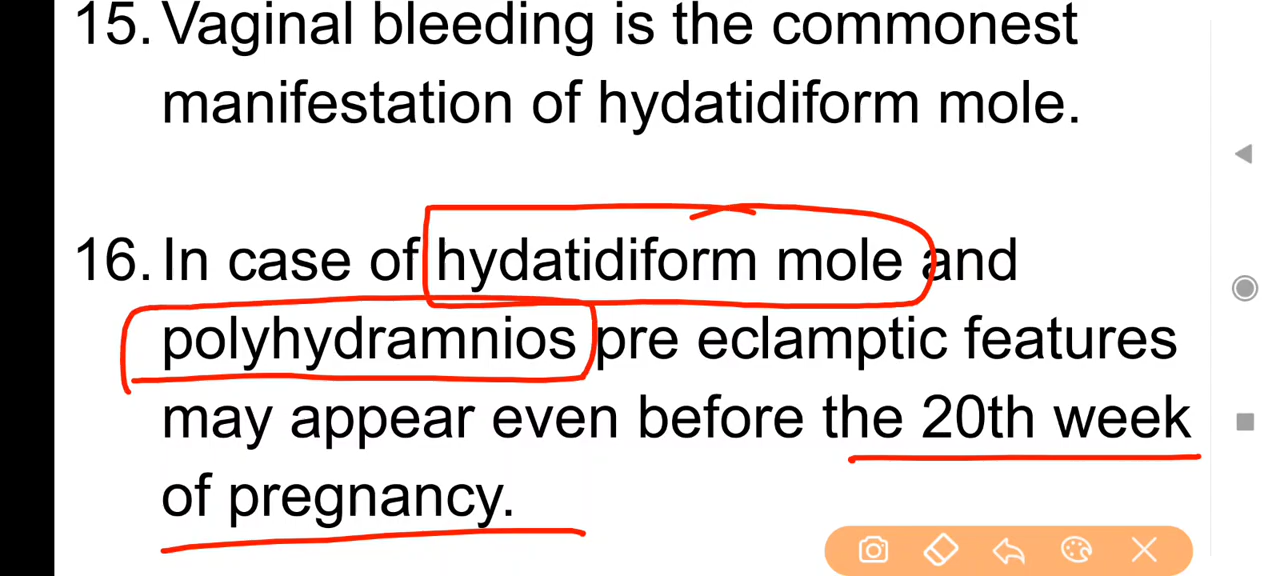 15. Vaginal bleeding is the commonest
manifestation of hydatidiform mole.
16. In case of hydatidiform mole and
polyhydramnios pre eclamptic features
may appear even before the 20th week
of pregnancy.